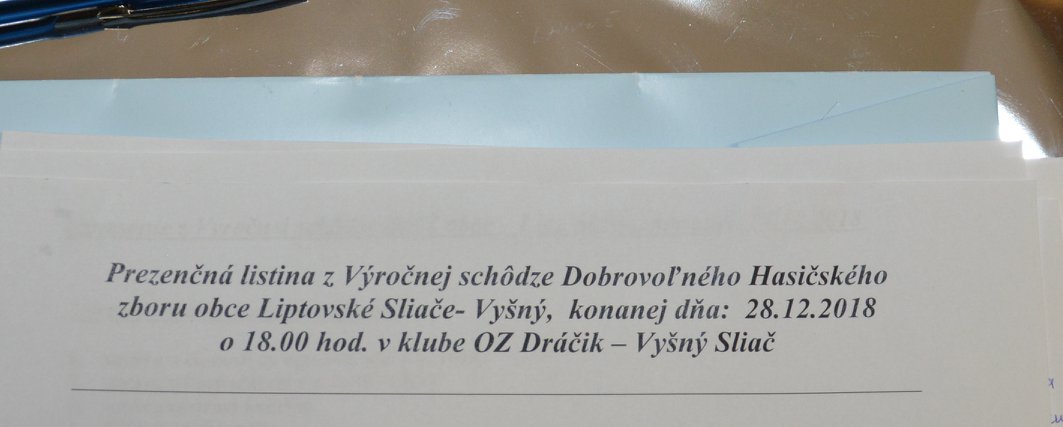 Prezenčná listina z Výročnej schôdze Dobrovoľného Hasičského
zboru obce Liptovské Sliače- Vyšný, konanej dňa: 28.12.2018
o 18.00 hod. v klube OZ Dráčik – Vyšný Sliač